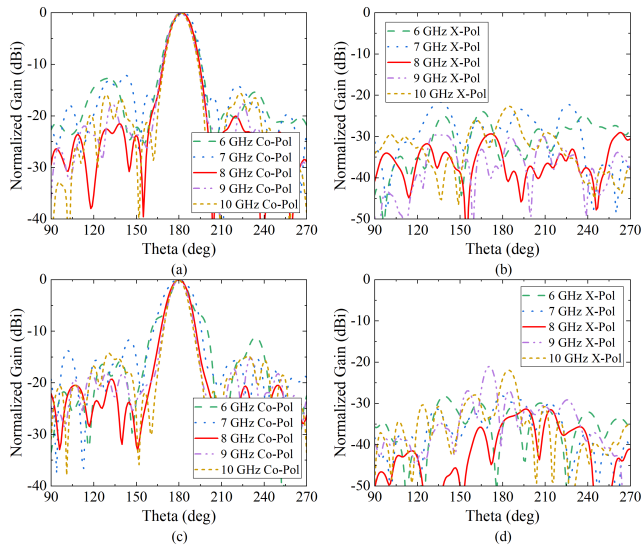 0
-10
-20
-30
-40
Normalized Gain (dBi)
6 GHz Co-Pol
7 GHz Co-Pol
8 GHz Co-Pol
9 GHz Co-Pol
10 GHz Co-Pol
90 120 150 180 210 240 270
Theta (deg)
(a)
0
-10
-20
-30
-40
-50
Normalized Gain (dBi)
6 GHz X-Pol
7 GHz X-Pol
8 GHz X-Pol
9 GHz X-Pol
10 GHz X-Pol
90 120 150 180 210 240 270
Theta (deg)
(b)
0
-10
-20
-30
-40
Normalized Gain (dBi)
6 GHz Co-Pol
7 GHz Co-Pol
8 GHz Co-Pol
9 GHz Co-Pol
10 GHz Co-Pol
90 120 150 180 210 240 270
Theta (deg)
(c)
0
-10
-20
-30
-40
-50
Normalized Gain (dBi)
6 GHz X-Pol
7 GHz X-Pol
8 GHz X-Pol
9 GHz X-Pol
10 GHz X-Pol
90 120 150 180 210 240 270
Theta (deg)
(d)